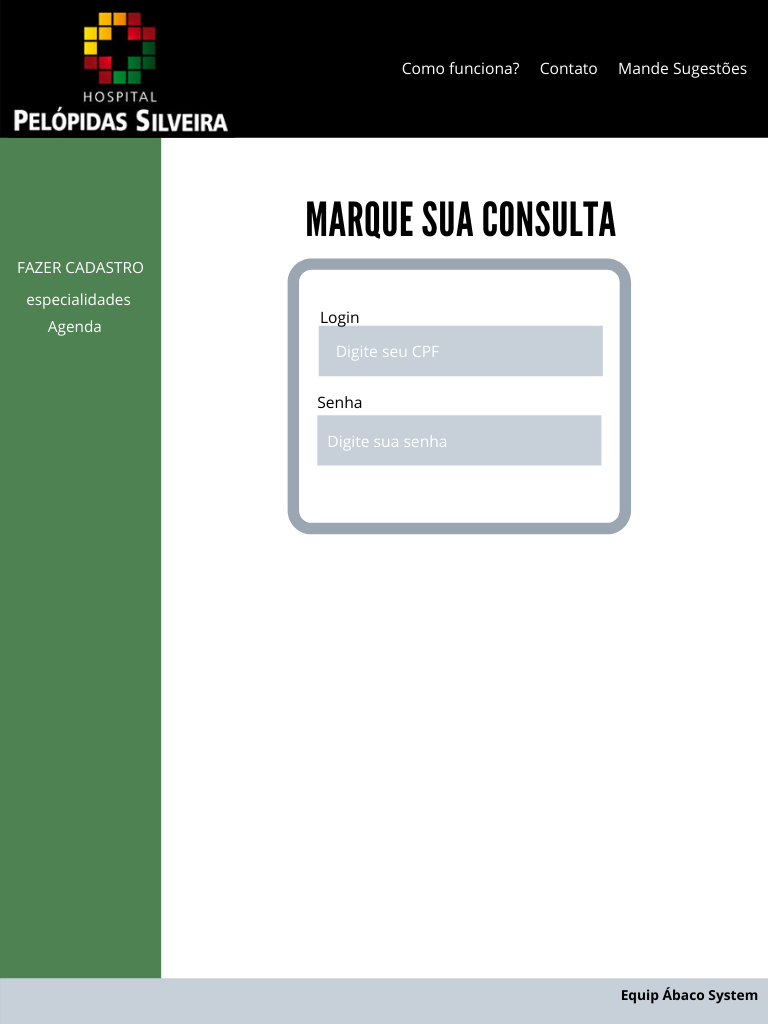 HOSPITAL
PELÓPIDAS SILVEIRA
Como funciona? Contato Mande Sugestões
FAZER CADASTRO
especialidades
Agenda
MARQUE SUA CONSULTA
Login
Digite seu CPF
Senha
Digite sua senha
Equip Ábaco System